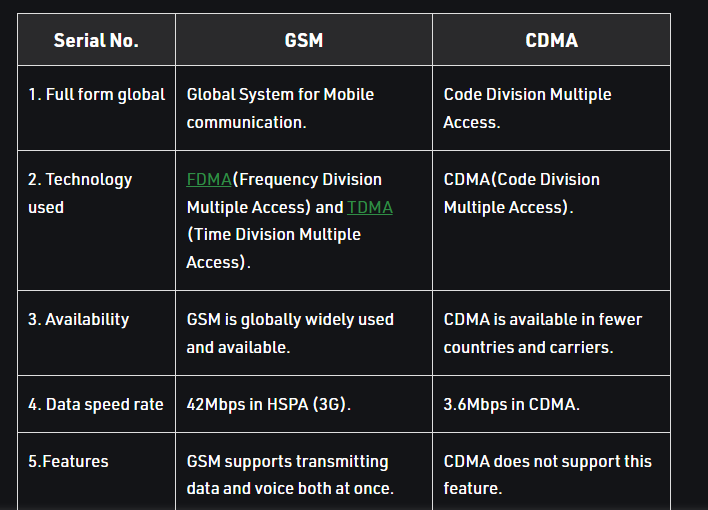 Serial No. GSM CDMA
1. Full form global Global System for Mobile Code Division Multiple
communication. Access.
2. Technology FDMA(Frequency Division CDMA(Code Division
used Multiple Access) and TDMA Multiple Access).
(Time Division Multiple
Access).
3. Availability GSM is globally widely used CDMA is available in fewer
and available. countries and carriers.
4. Data speed rate 42Mbps in HSPA (3G). 3.6Mbps in CDMA.
5.Features GSM supports transmitting CDMA does not support this
data and voice both at once. feature.